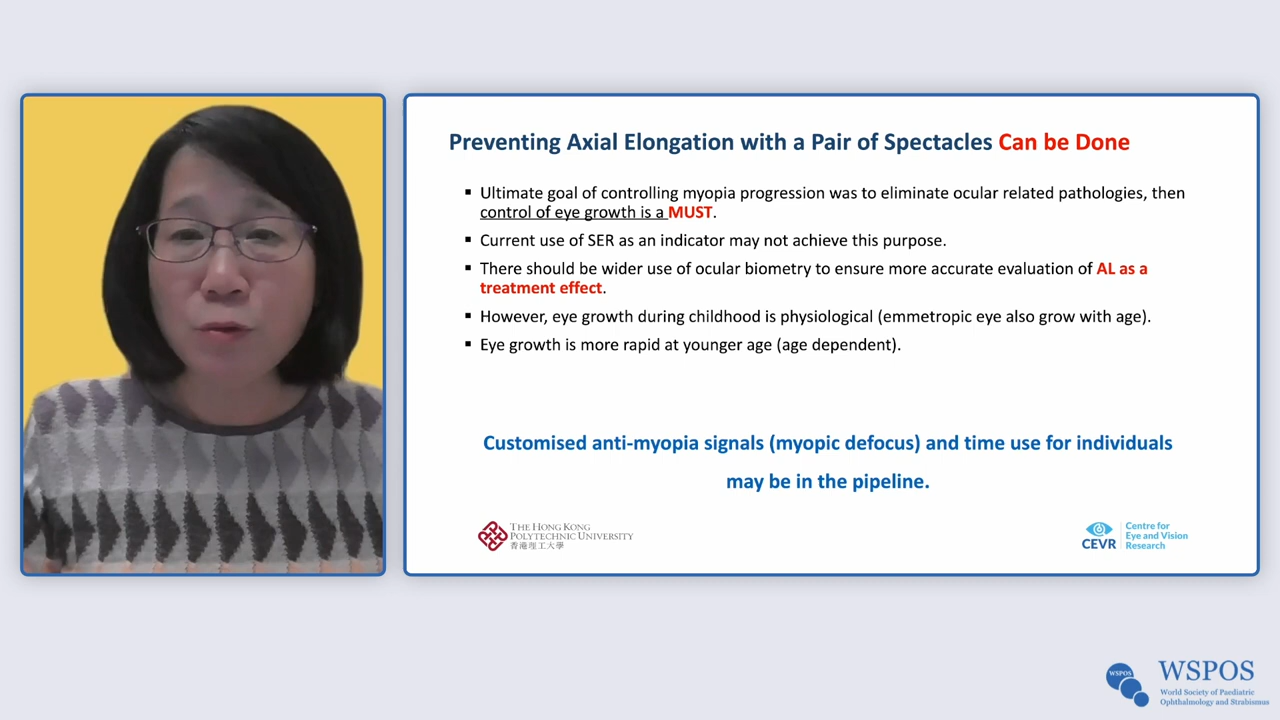 Preventing Axial Elongation with a Pair of Spectacles Can be Done
▪ Ultimate goal of controlling myopia progression was to eliminate ocular related pathologies, then
control of eye growth is a MUST.
▪ Current use of SER as an indicator may not achieve this purpose.
▪ There should be wider use of ocular biometry to ensure more accurate evaluation of AL as a
treatment effect.
▪ However, eye growth during childhood is physiological (emmetropic eye also grow with age).
▪ Eye growth is more rapid at younger age (age dependent).
Customised anti-myopia signals (myopic defocus) and time use for individuals
may be in the pipeline.
THE HONG KONG
POLYTECHNIC UNIVERSITY
香港理工大學
CEVR
Centre for
Eye and Vision
Research
WSPOS
WSPOS
World Society of Paediatric
Ophthalmology and Strabismus